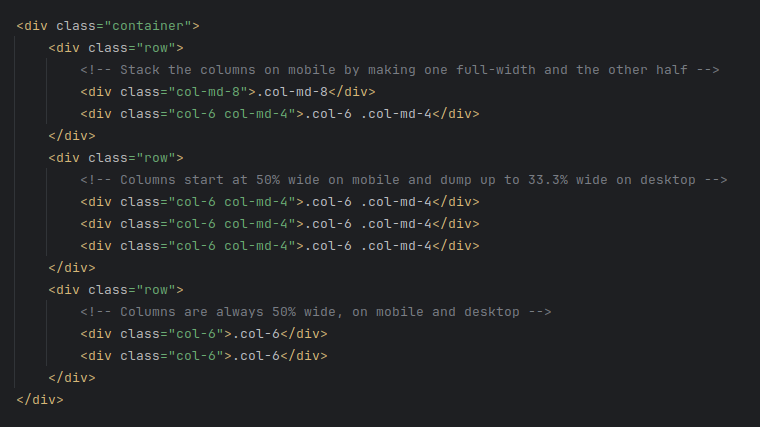 <div class="container">
    <div class="row">
        <!-- Stack the columns on mobile by making one full-width and the other half -->
        <div class="col-md-8">.col-md-8</div>
        <div class="col-6 col-md-4">.col-6 .col-md-4</div>
    </div>
    <div class="row">
        <!-- Columns start at 50% wide on mobile and dump up to 33.3% wide on desktop -->
        <div class="col-6 col-md-4">.col-6 .col-md-4</div>
        <div class="col-6 col-md-4">.col-6 .col-md-4</div>
        <div class="col-6 col-md-4">.col-6 .col-md-4</div>
    </div>
    <div class="row">
        <!-- Columns are always 50% wide, on mobile and desktop -->
        <div class="col-6">.col-6</div>
        <div class="col-6">.col-6</div>
    </div>
</div>